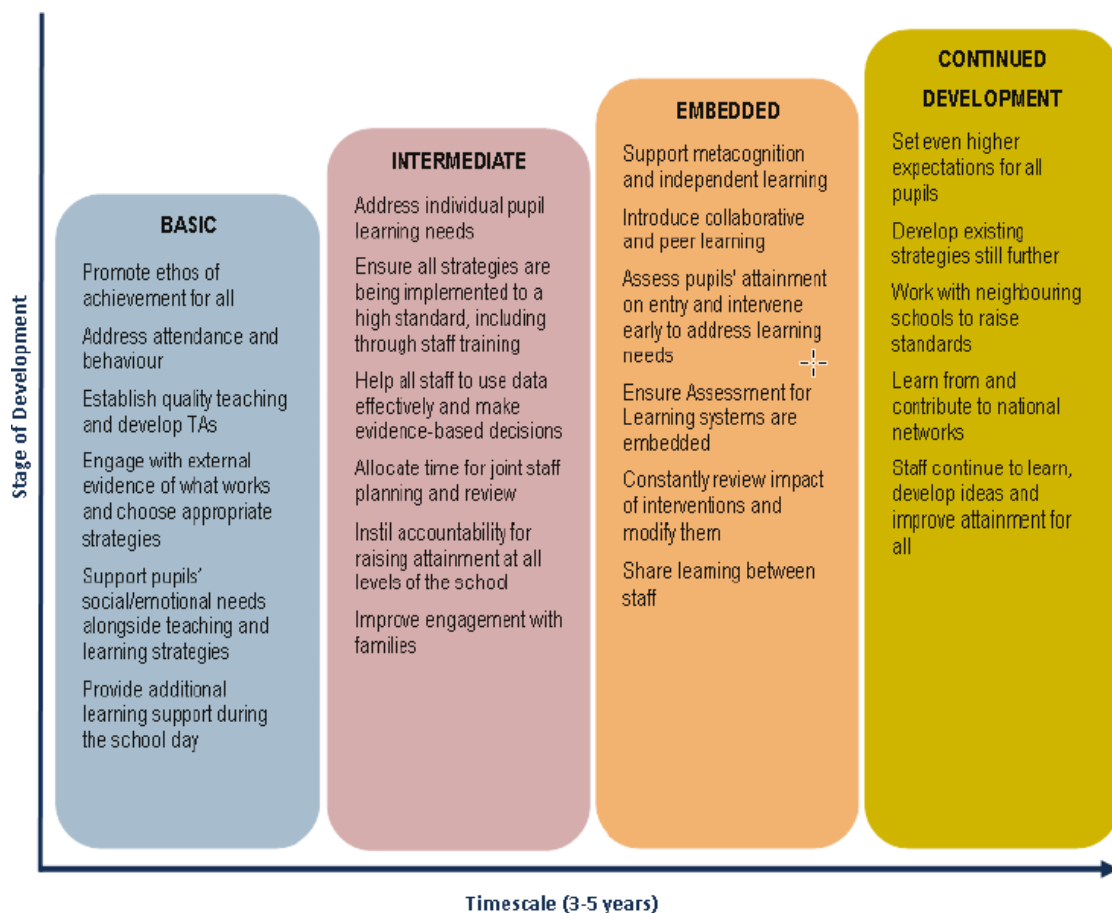 Stage of Development
BASIC
Promote ethos of
achievement for all
Address attendance and
behaviour
Establish quality teaching
and develop TAs
Engage with external
evidence of what works
and choose appropriate
strategies
Support pupils’
social/emotional needs
alongside teaching and
learning strategies
Provide additional
learning support during
the school day
INTERMEDIATE
Address individual pupil
learning needs
Ensure all strategies are
being implemented to a
high standard, including
through staff training
Help all staff to use data
effectively and make
evidence-based decisions
Allocate time for joint staff
planning and review
Instil accountability for
raising attainment at all
levels of the school
Improve engagement with
families
EMBEDDED
Support metacognition
and independent learning
Introduce collaborative
and peer learning
Assess pupils' attainment
on entry and intervene
early to address learning
needs
Ensure Assessment for
Learning systems are
embedded
Constantly review impact
of interventions and
modify them
Share learning between
staff
CONTINUED
DEVELOPMENT
Set even higher
expectations for all
pupils
Develop existing
strategies still further
Work with neighbouring
schools to raise
standards
Learn from and
contribute to national
networks
Staff continue to learn,
develop ideas and
improve attainment for
all
Timescale (3-5 years)